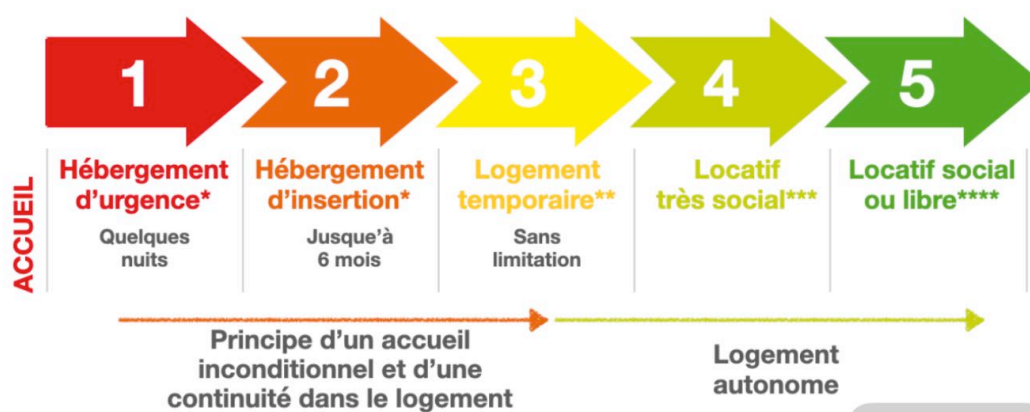 1
2
3
4
5
ACCUEIL
Hébergement
d'urgence*
Quelques
nuits
Hébergement
d'insertion*
Jusque'à
6 mois
Logement
temporaire**
Sans
limitation
Locatif
très social***
Locatif social
ou libre****
Principe d'un accueil
inconditionnel et d'une
continuité dans le logement
Logement
autonome